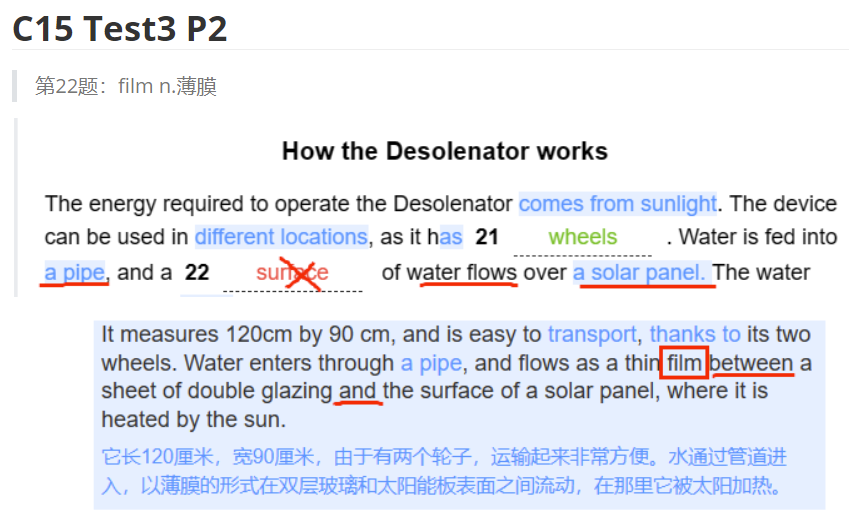 C15 Test3 P2
第22题：film n.薄膜
How the Desolenator works
The energy required to operate the Desolenator comes from sunlight. The device
can be used in different locations, as it has 21 wheels . Water is fed into
a pipe, and a 22 surface of water flows over a solar panel. The water
It measures 120cm by 90 cm, and is easy to transport, thanks to its two
wheels. Water enters through a pipe, and flows as a thin film between a
sheet of double glazing and the surface of a solar panel, where it is
heated by the sun.
它长120厘米，宽90厘米，由于有两个轮子，运输起来非常方便。水通过管道进
入，以薄膜的形式在双层玻璃和太阳能板表面之间流动，在那里它被太阳加热。